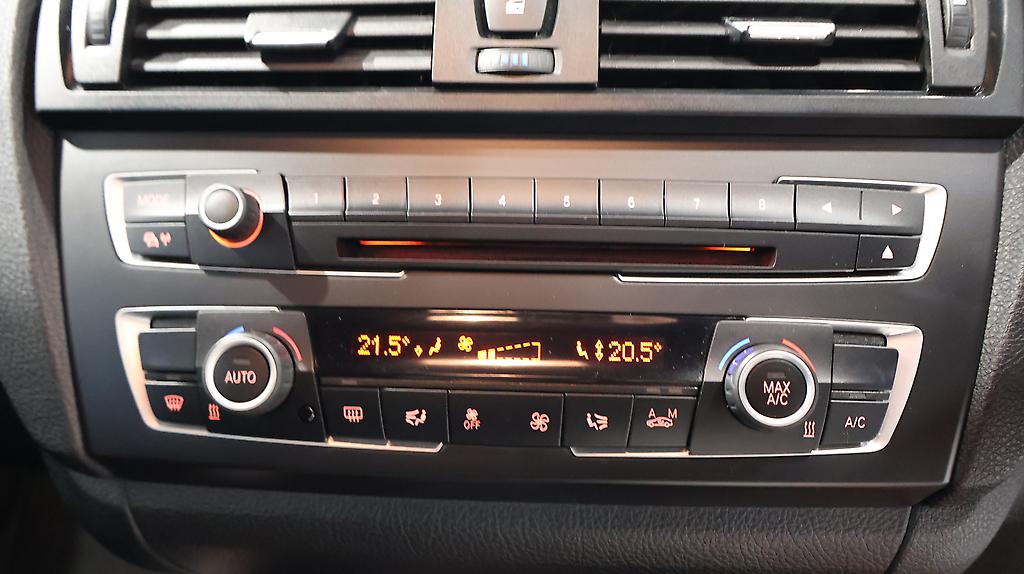 MODE
1 2 3 4 5 6 7 8
21.5° 20.5°
AUTO
MAX
A/C
OFF
A M
A/C